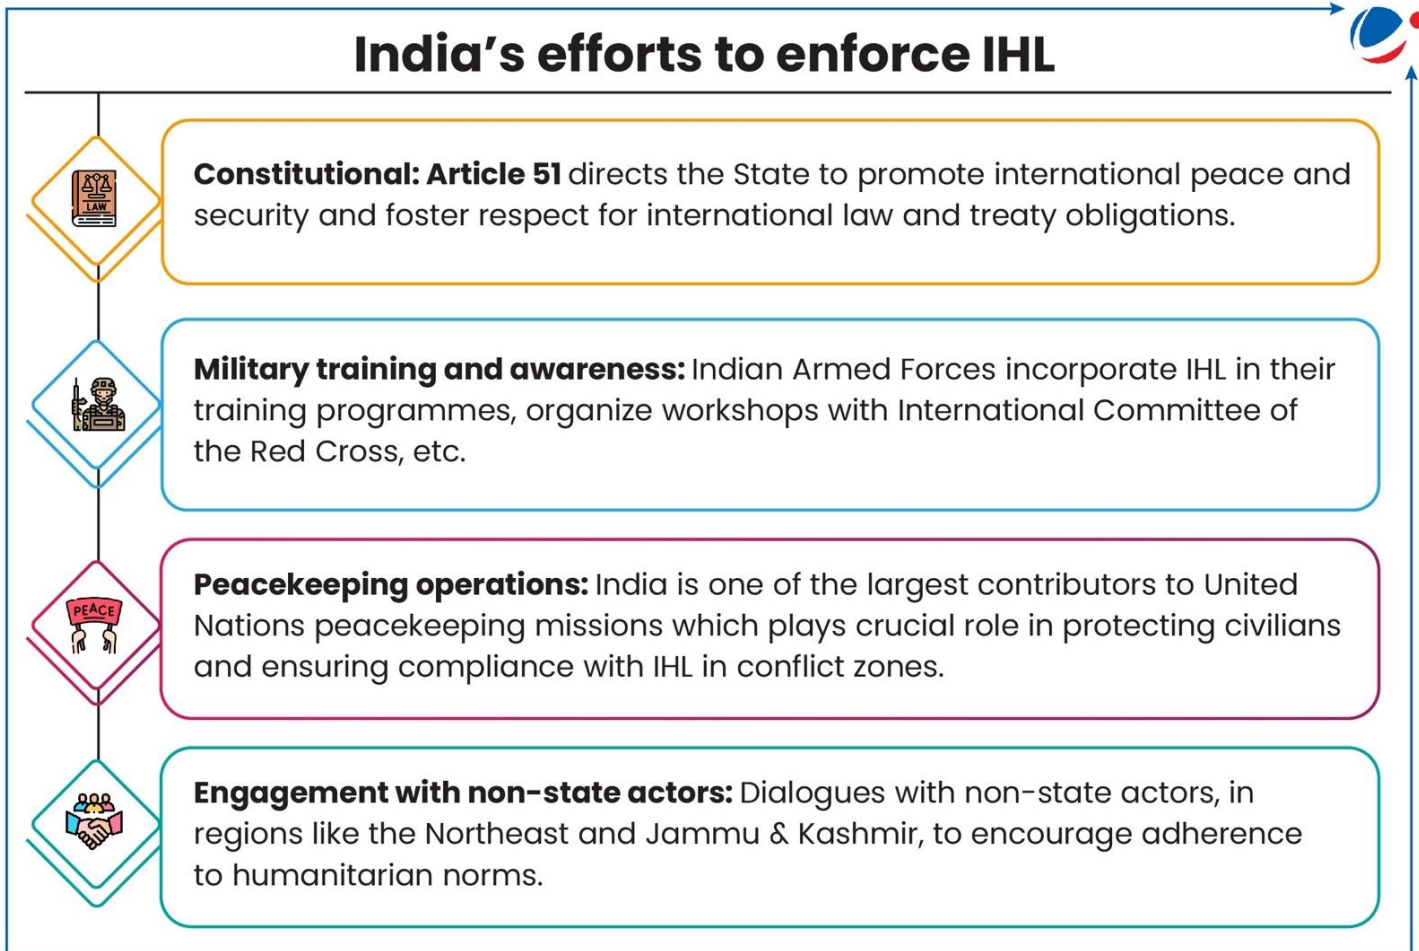 India’s efforts to enforce IHL
LAW
Constitutional: Article 51 directs the State to promote international peace and
security and foster respect for international law and treaty obligations.
Military training and awareness: Indian Armed Forces incorporate IHL in their
training programmes, organize workshops with International Committee of
the Red Cross, etc.
PEACE
Peacekeeping operations: India is one of the largest contributors to United
Nations peacekeeping missions which plays crucial role in protecting civilians
and ensuring compliance with IHL in conflict zones.
Engagement with non-state actors: Dialogues with non-state actors, in
regions like the Northeast and Jammu & Kashmir, to encourage adherence
to humanitarian norms.